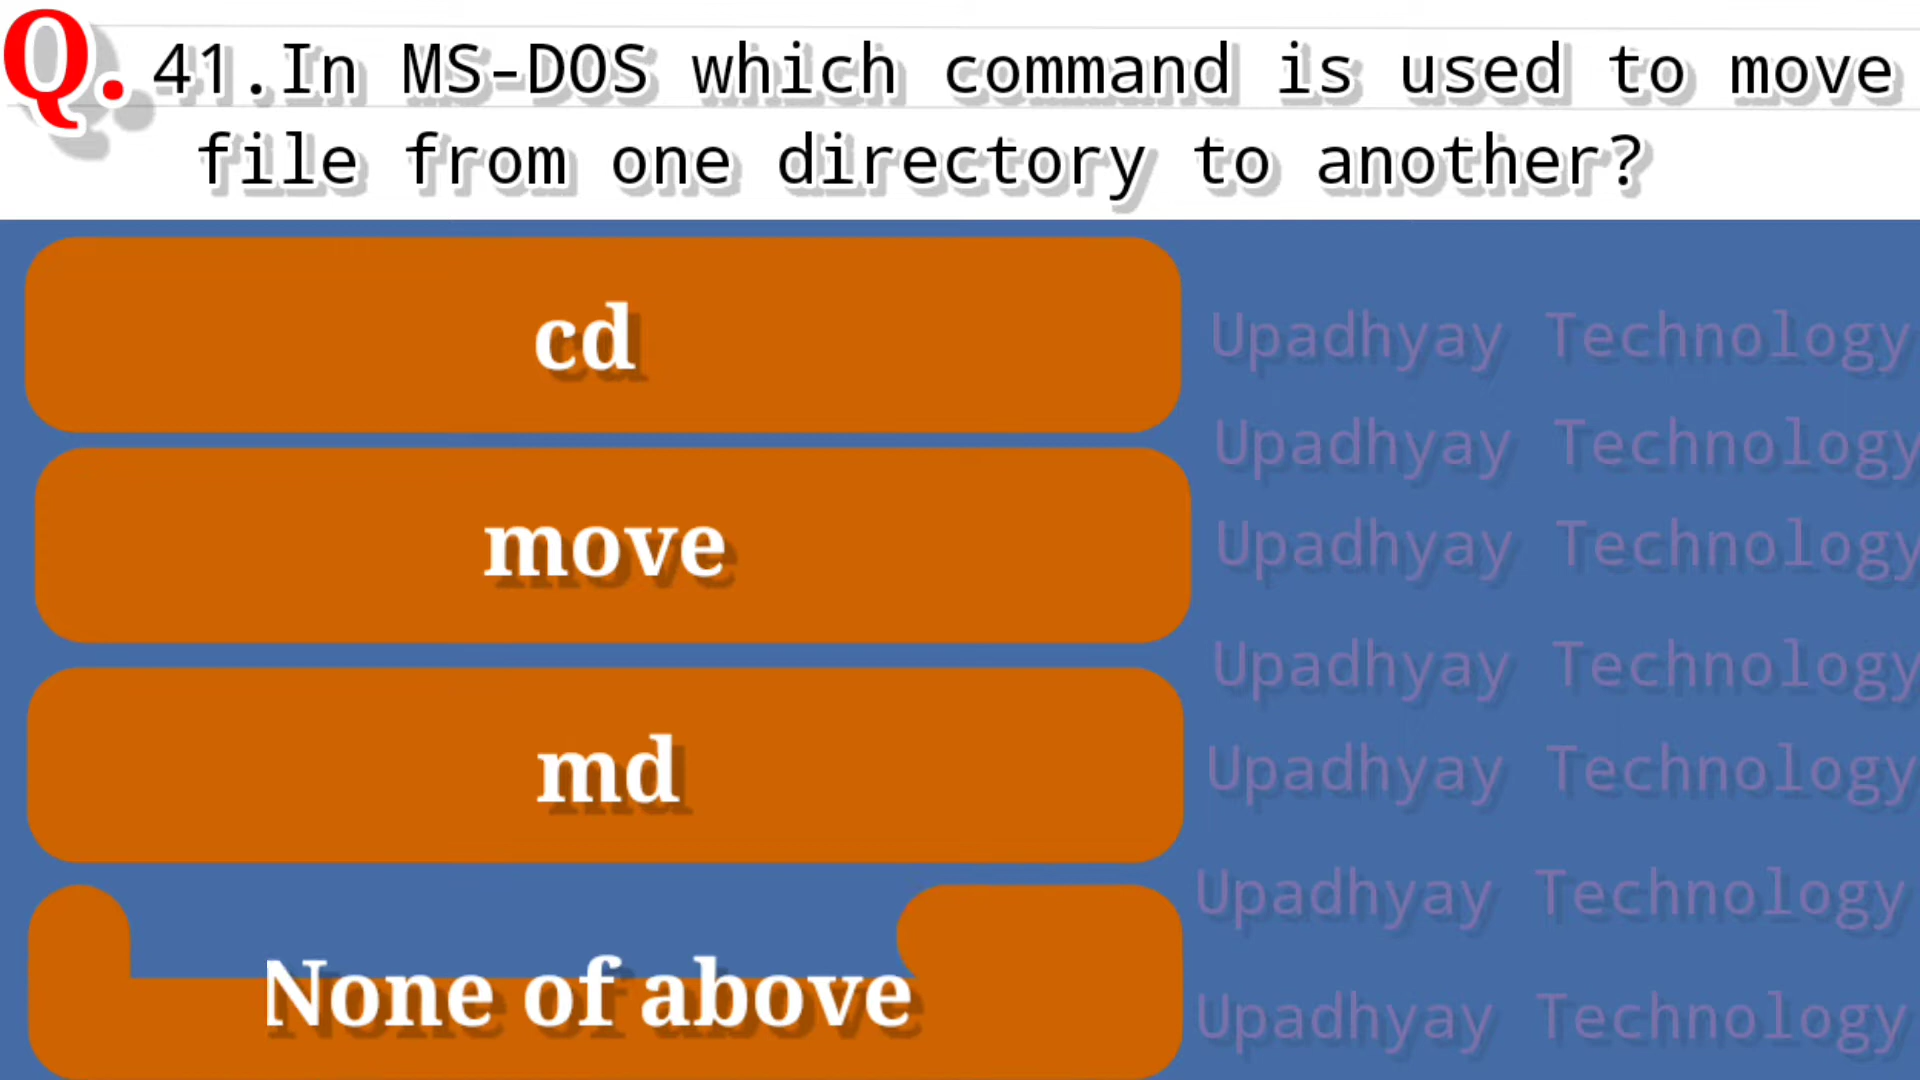 Q. 41.In MS-DOS which command is used to move
file from one directory to another?
cd
Upadhyay Technology
Upadhyay Technology
move
Upadhyay Technology
Upadhyay Technology
md
Upadhyay Technology
Upadhyay Technology
None of above
Upadhyay Technology